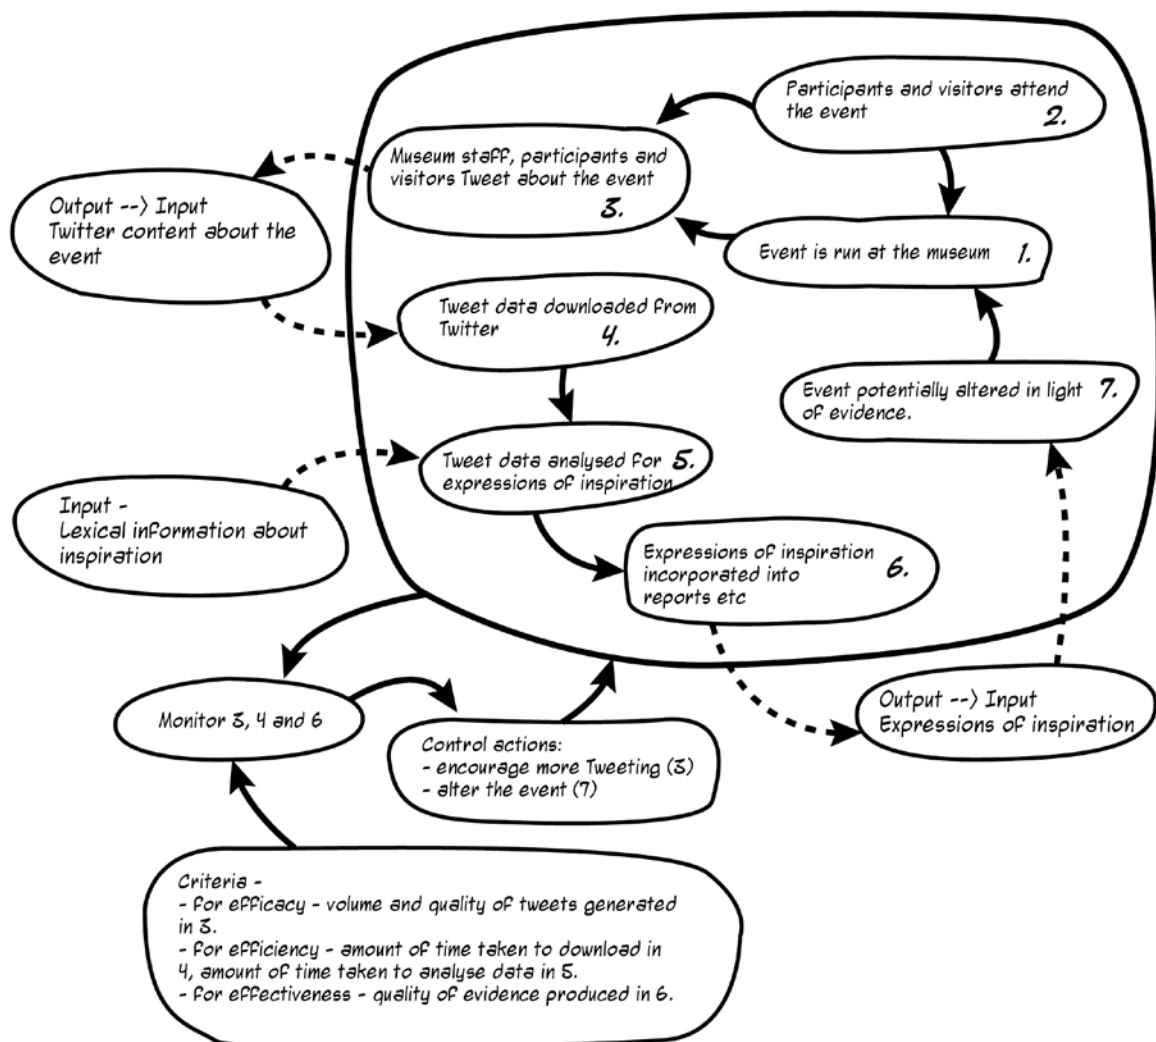 Participants and visitors attend
the event
2.
Museum staff, participants and
visitors Tweet about the event
3.
Output --> Input
Twitter content about the
event
Event is run at the museum 1.
Tweet data downloaded from
Twitter
4.
Event potentially altered in light 7.
of evidence.
Tweet data analysed for 5.
expressions of inspiration
Input -
Lexical information about
inspiration
Expressions of inspiration
incorporated into 6.
reports etc
Output --> Input
Expressions of inspiration
Monitor 3, 4 and 6
Control actions:
- encourage more Tweeting (3)
- alter the event (7)
Criteria -
- for efficacy - volume and quality of tweets generated
in 3.
- for efficiency - amount of time taken to download in
4, amount of time taken to analyse data in 5.
- for effectiveness - quality of evidence produced in 6.